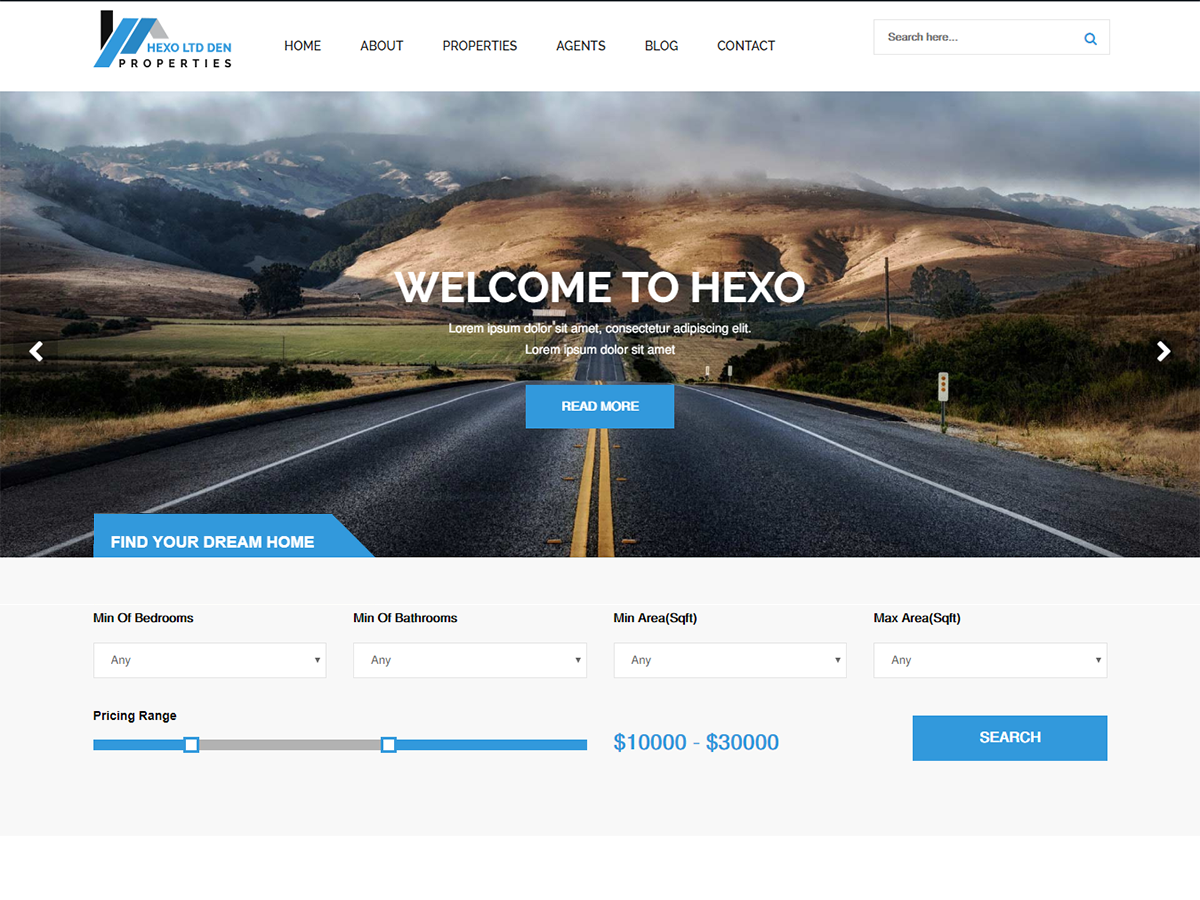 HEXO LTD DEN
PROPERTIES
HOME
ABOUT
PROPERTIES
AGENTS
BLOG
CONTACT
Search here...
WELCOME TO HEXO
Lorem ipsum dolor sit amet, consectetur adipiscing elit.
Lorem ipsum dolor sit amet
READ MORE
FIND YOUR DREAM HOME
Min Of Bedrooms
Min Of Bathrooms
Min Area(Sqft)
Max Area(Sqft)
Any
Any
Any
Any
Pricing Range
$10000 - $30000
SEARCH